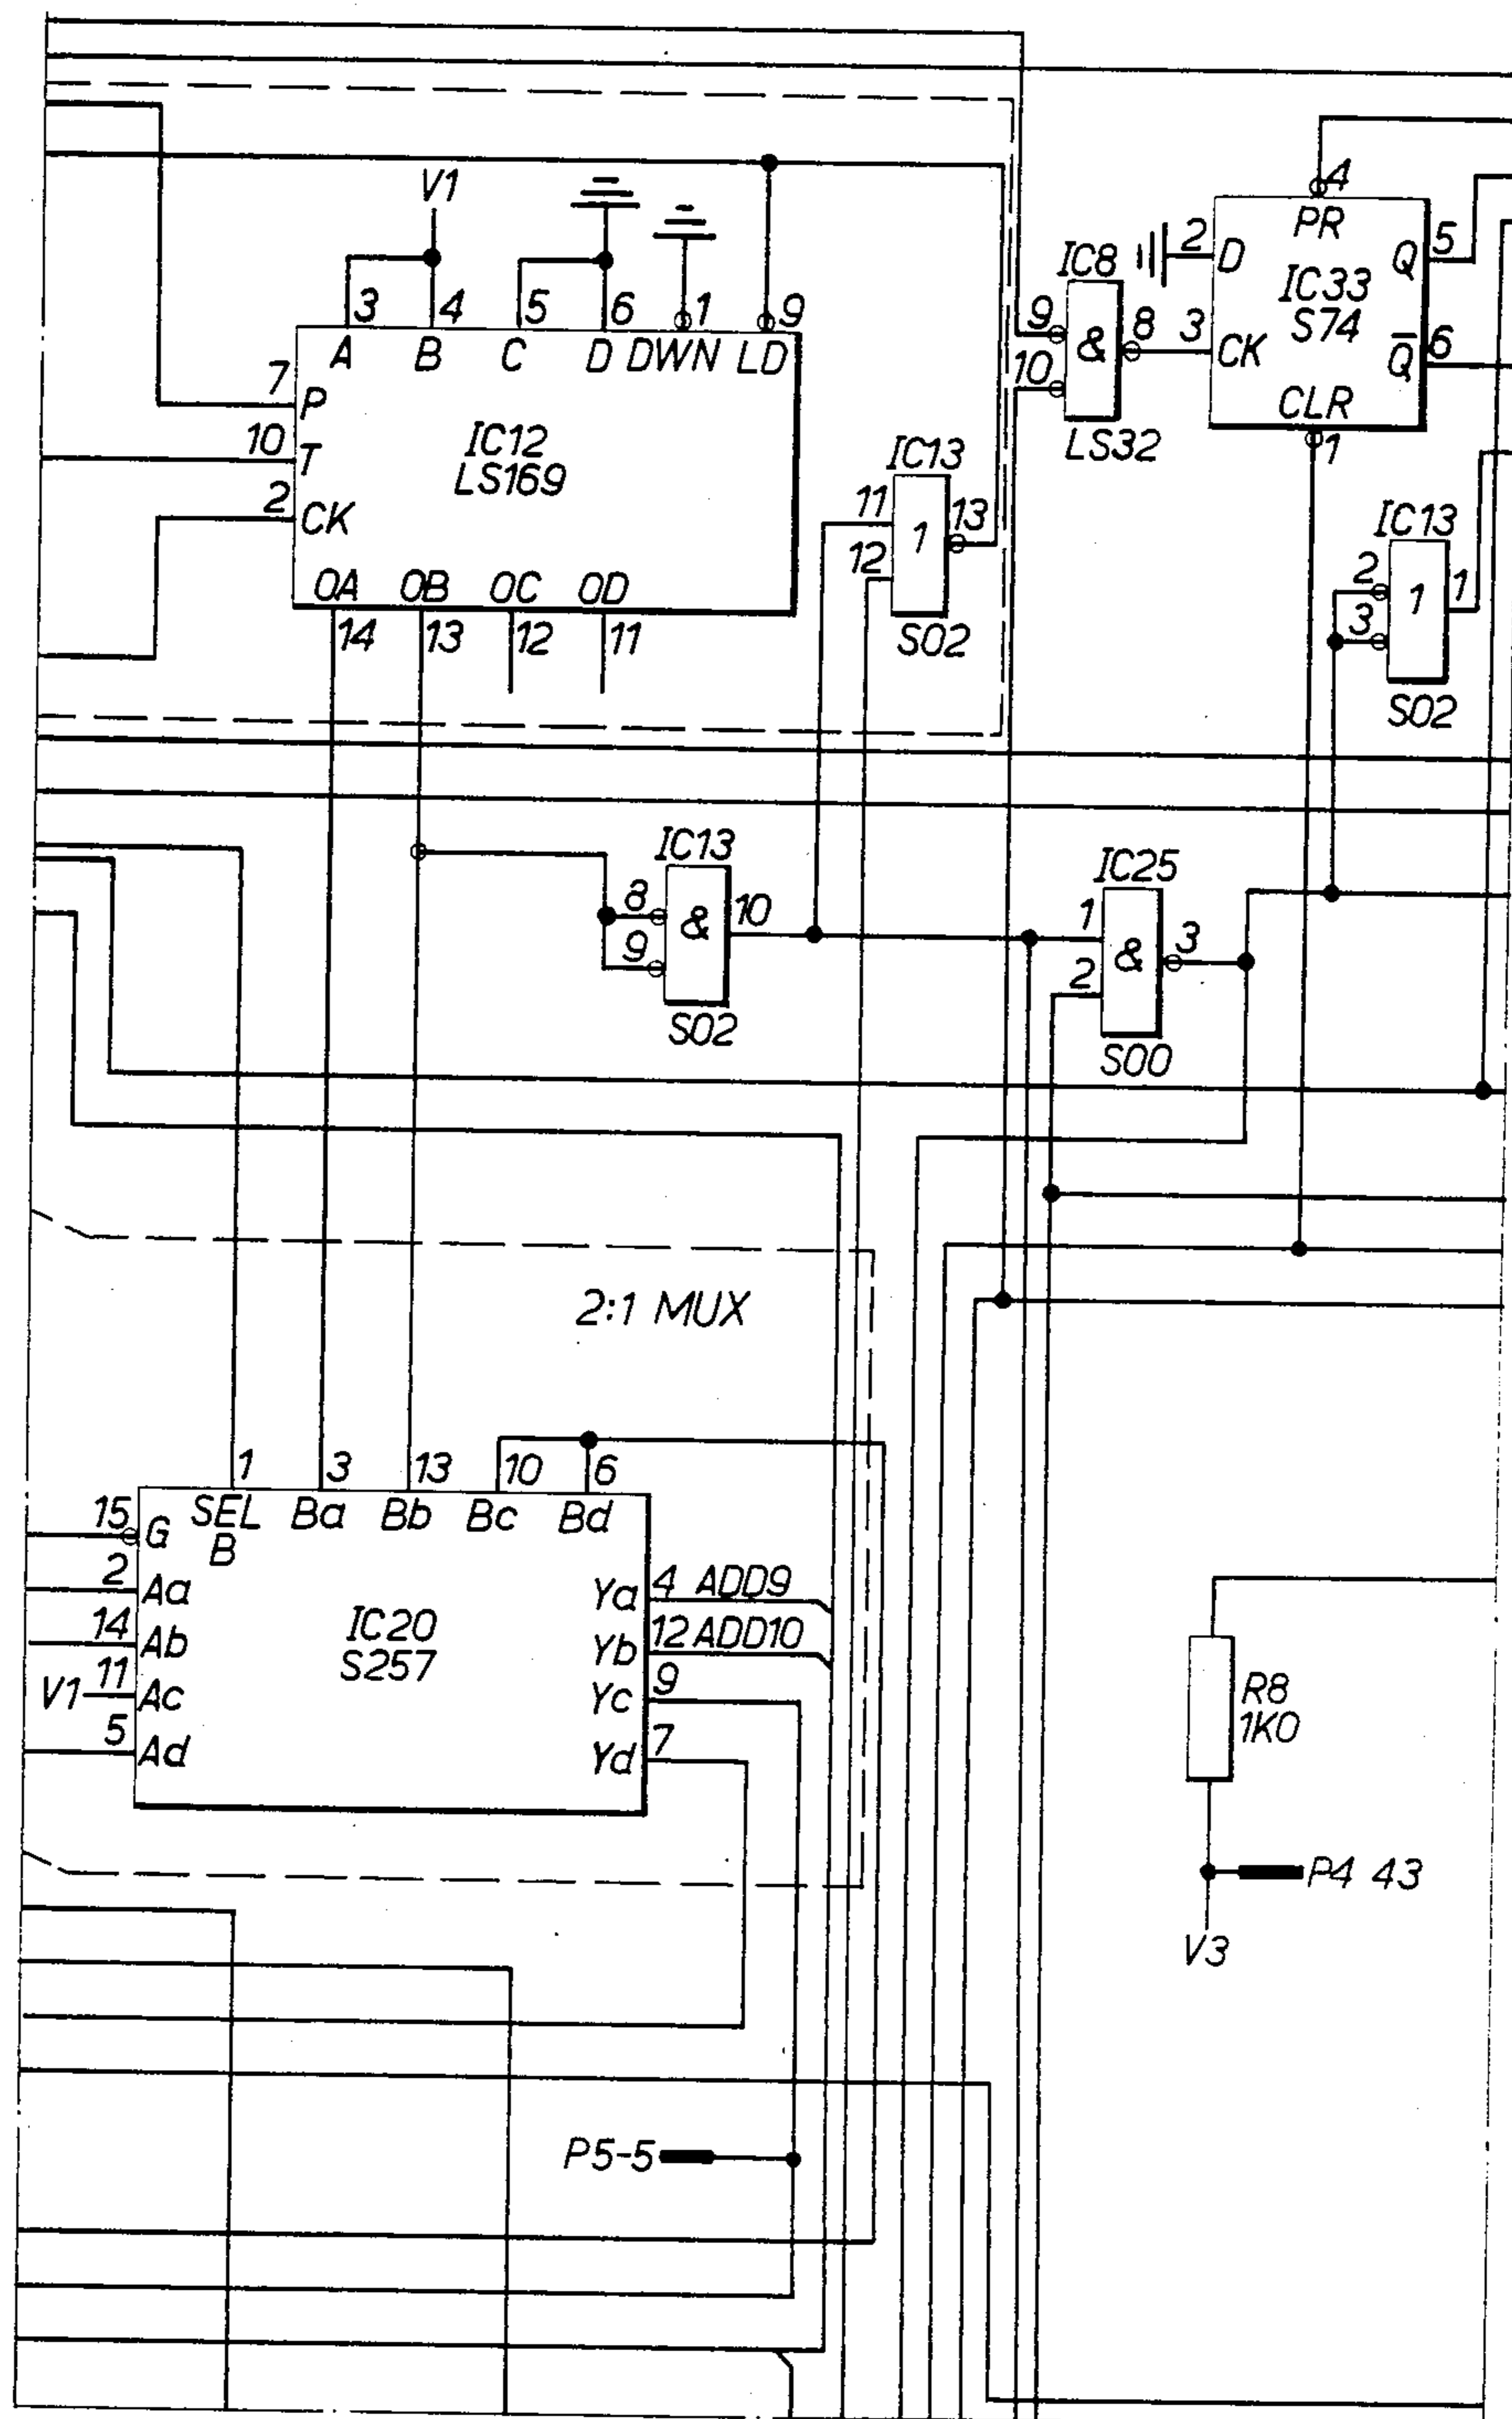 V1
3 4 5 6 1 9
A B C D DWN LD
7 P
10 T
2 CK
IC12
LS169
OA OB OC OD
14 13 12 11
IC13
11
12
1
13
S02
IC8
9
10
&
8
LS32
4
PR
2 D
Q 5
IC33
S74
3 CK
Q̅ 6
CLR
1
IC13
2
3
1
1
S02
IC13
8
9
&
10
S02
IC25
1
2
&
3
S00
2:1 MUX
1 3 13 10 6
SEL B Ba Bb Bc Bd
15 G
2 Aa
14 Ab
V1 11 Ac
5 Ad
IC20
S257
Ya 4 ADD9
Yb 12 ADD10
Yc 9
Yd 7
R8
1K0
P4 43
V3
P5-5